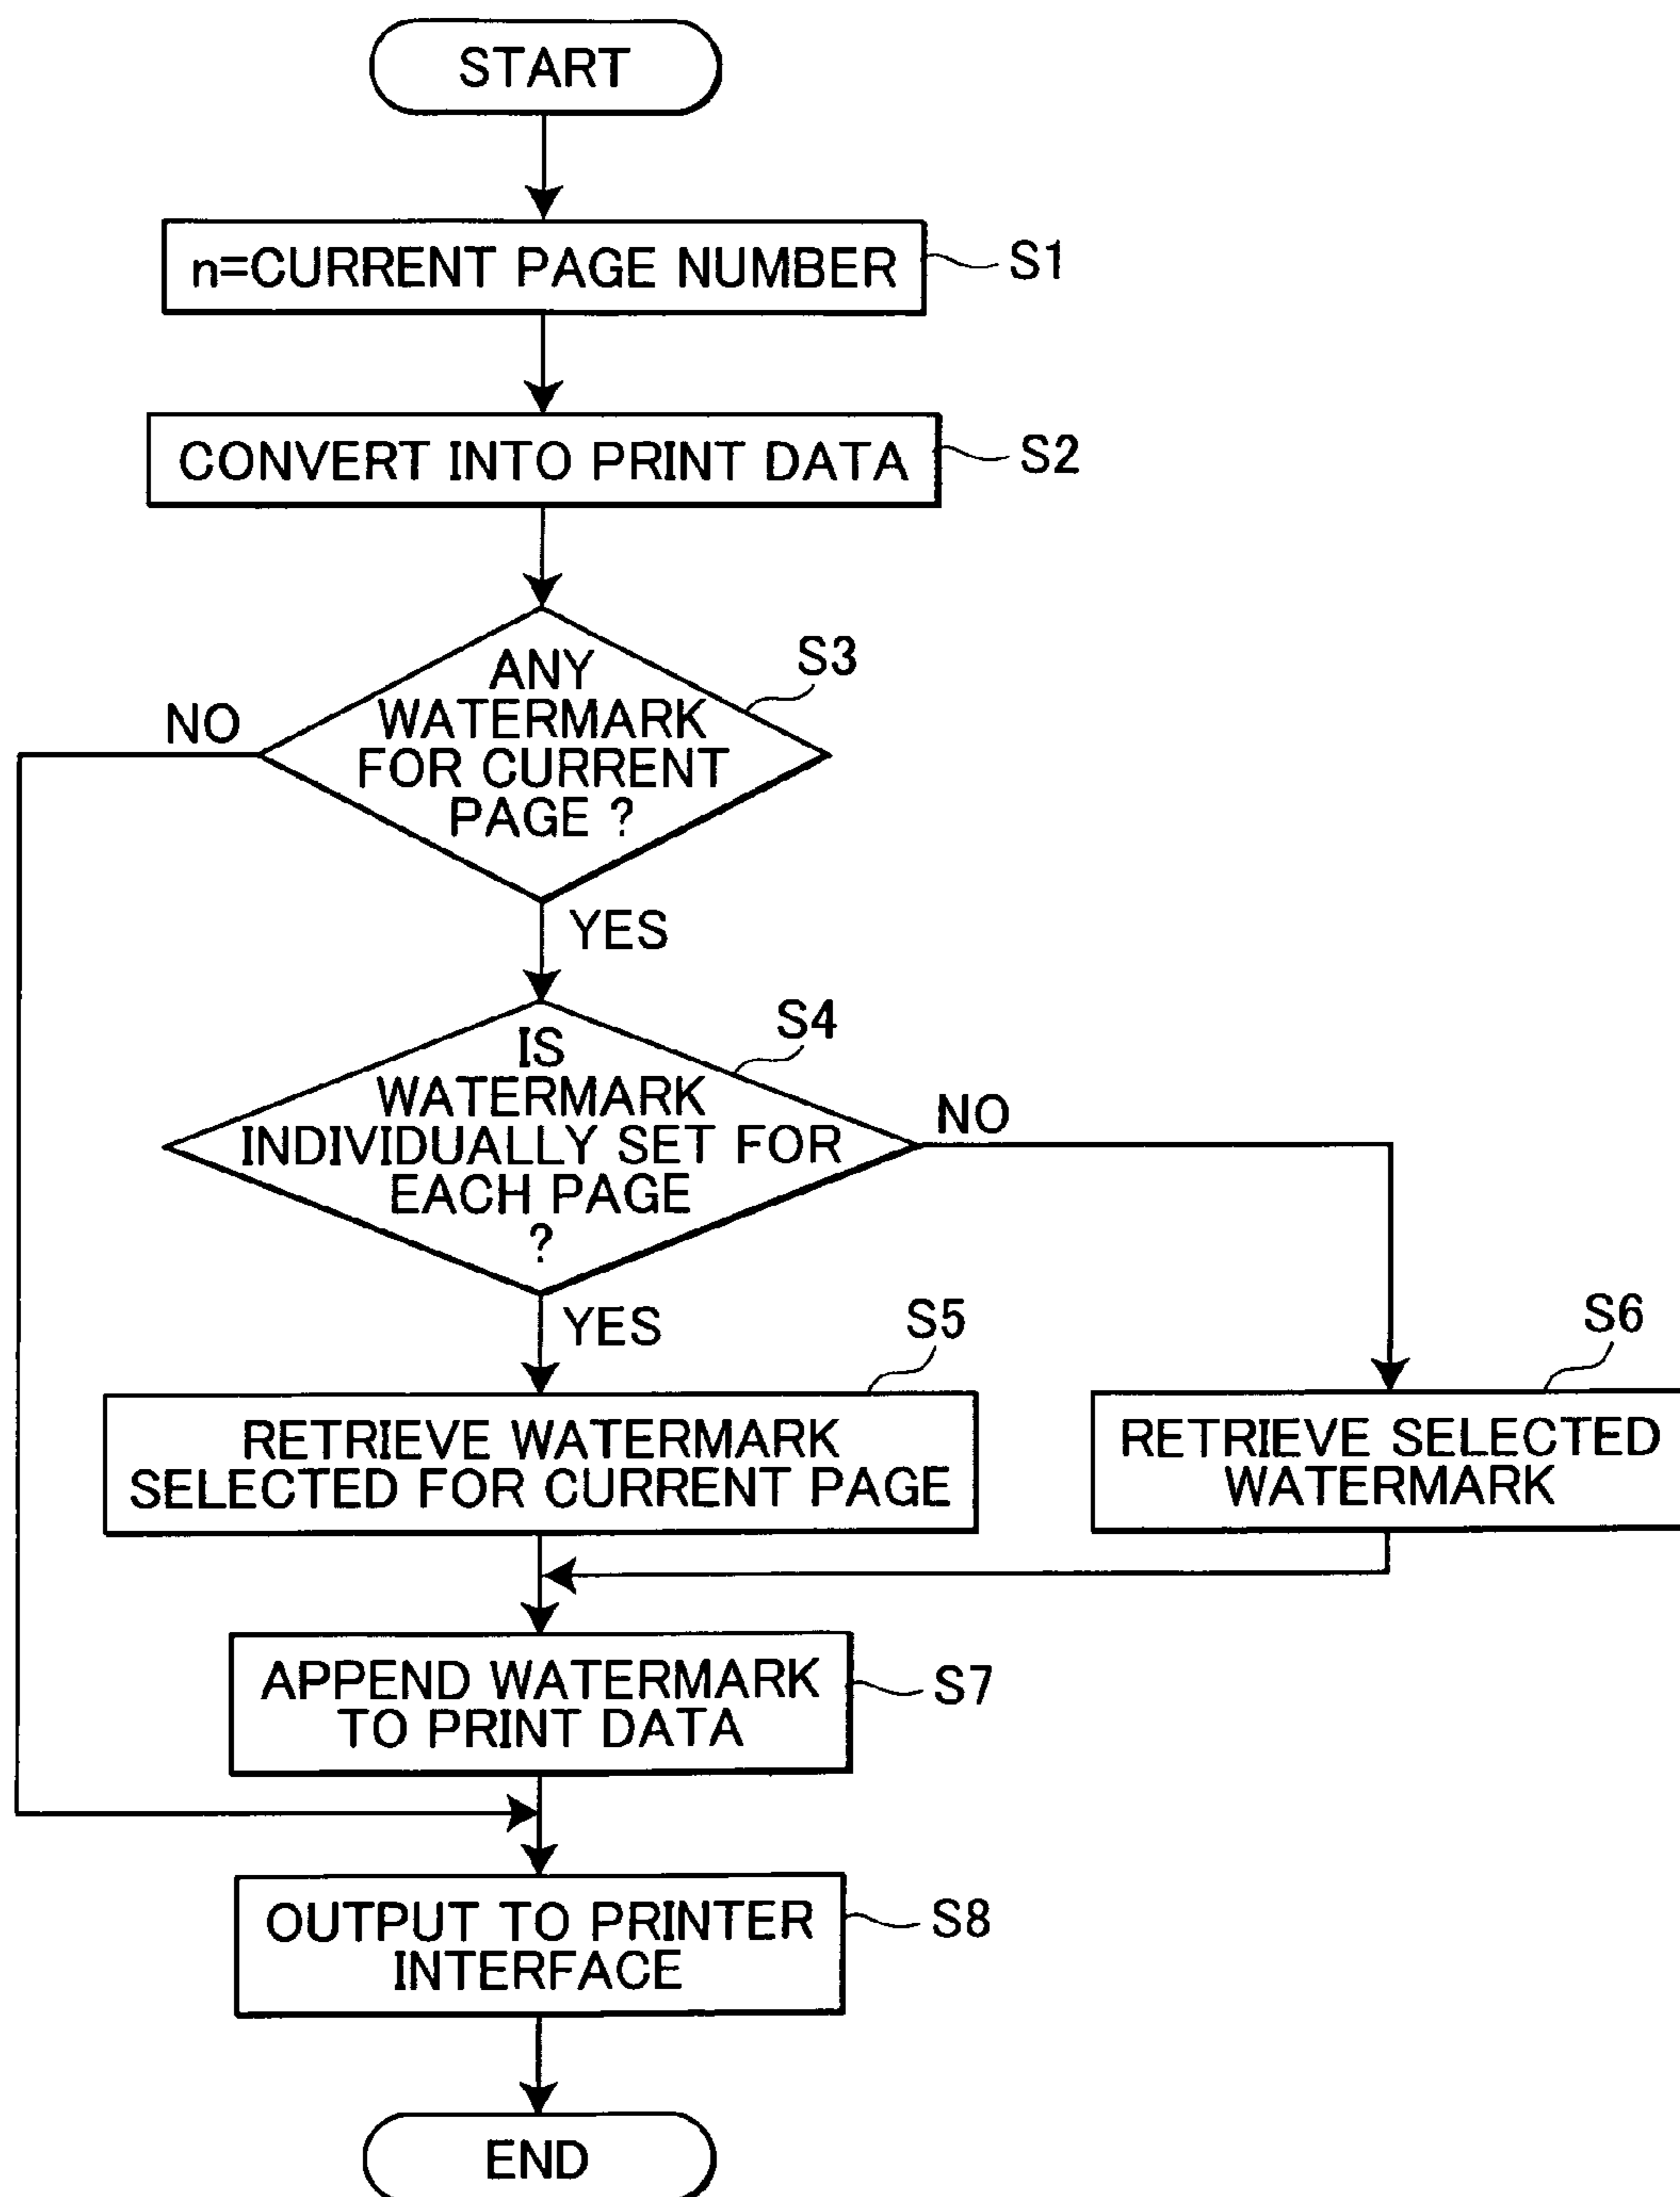 START
n=CURRENT PAGE NUMBER
S1
CONVERT INTO PRINT DATA
S2
ANY
WATERMARK
FOR CURRENT
PAGE ?
S3
NO
YES
IS
WATERMARK
INDIVIDUALLY SET FOR
EACH PAGE
?
S4
NO
YES
RETRIEVE WATERMARK
SELECTED FOR CURRENT PAGE
S5
RETRIEVE SELECTED
WATERMARK
S6
APPEND WATERMARK
TO PRINT DATA
S7
OUTPUT TO PRINTER
INTERFACE
S8
END